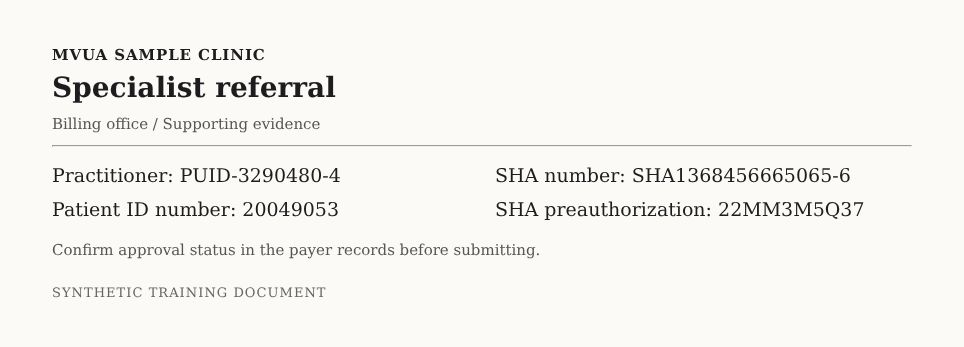 MVUA SAMPLE CLINIC
Specialist referral
Billing office / Supporting evidence
Practitioner: PUID-3290480-4
SHA number: SHA1368456665065-6
Patient ID number: 20049053
SHA preauthorization: 22MM3M5Q37
Confirm approval status in the payer records before submitting.
SYNTHETIC TRAINING DOCUMENT